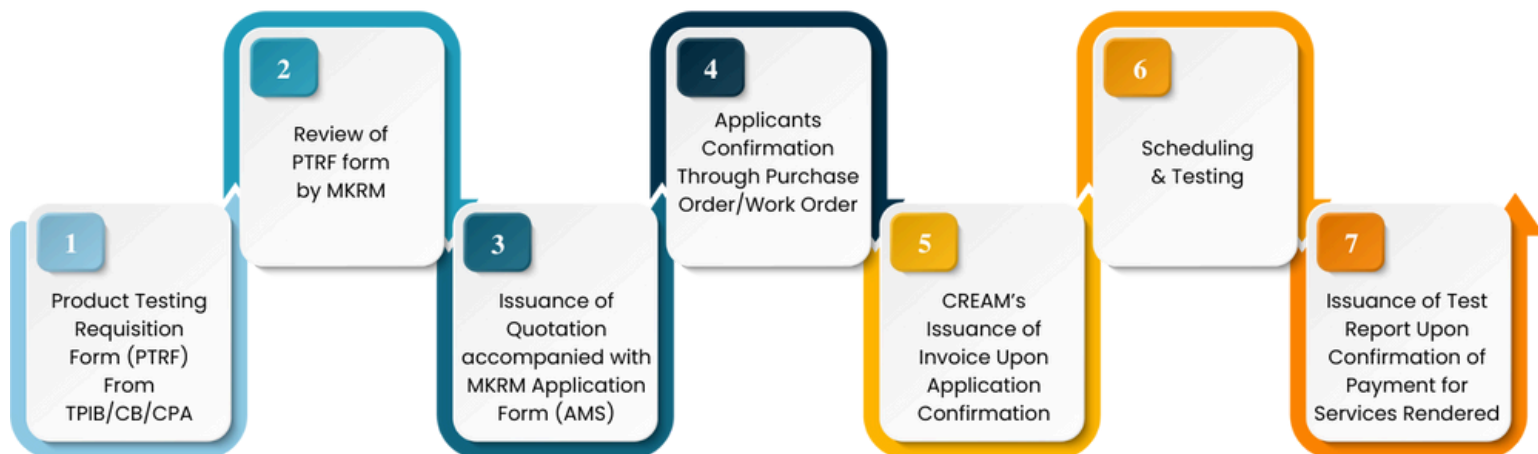 1
Product Testing
Requisition
Form (PTRF)
From
TPIB/CB/CPA
2
Review of
PTRF form
by MKRM
3
Issuance of
Quotation
accompanied with
MKRM Application
Form (AMS)
4
Applicants
Confirmation
Through Purchase
Order/Work Order
5
CREAM’s
Issuance of
Invoice Upon
Application
Confirmation
6
Scheduling
& Testing
7
Issuance of Test
Report Upon
Confirmation of
Payment for
Services Rendered